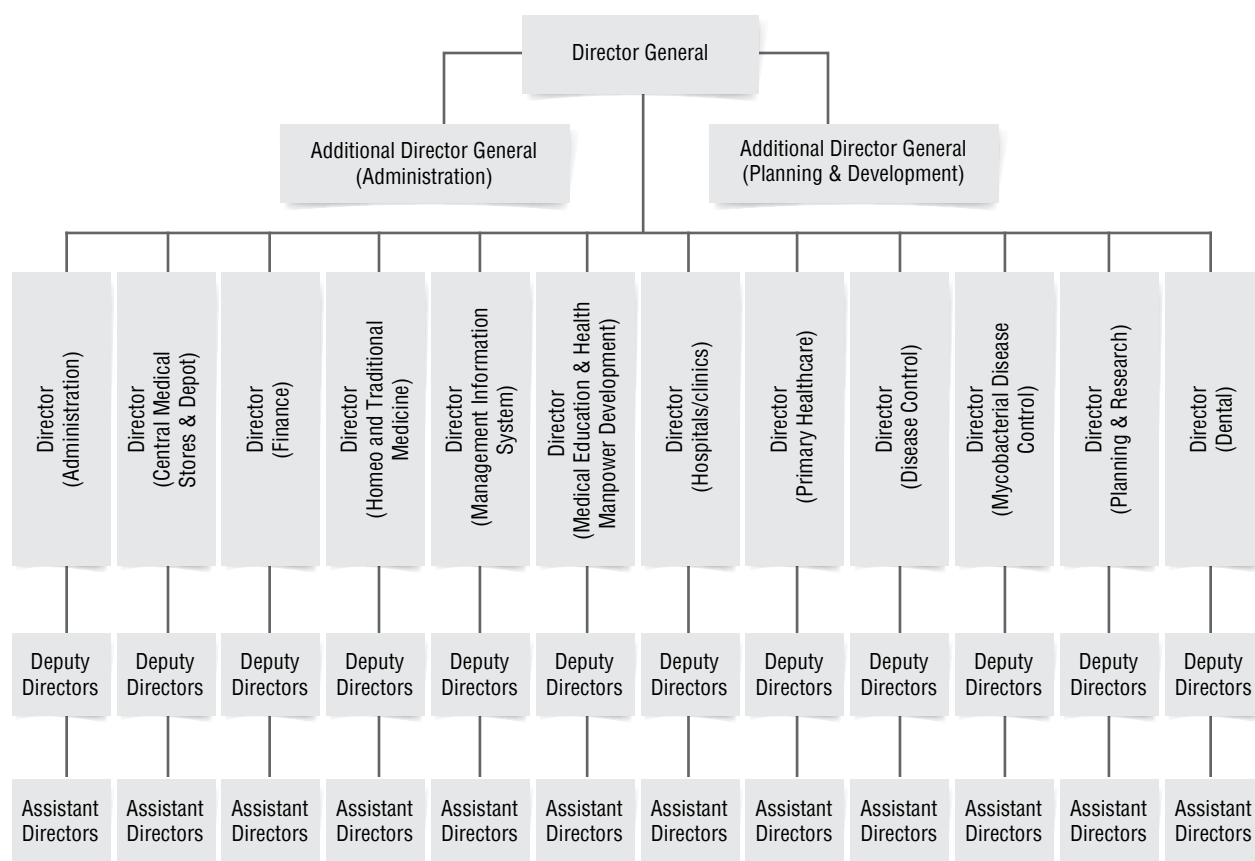 Director General
Additional Director General
(Administration)
Additional Director General
(Planning & Development)
Director
(Administration)
Director
(Central Medical
Stores & Depot)
Director
(Finance)
Director
(Homeo and Traditional
Medicine)
Director
(Management Information
System)
Director
(Medical Education & Health
Manpower Development)
Director
(Hospitals/clinics)
Director
(Primary Healthcare)
Director
(Disease Control)
Director
(Mycobacterial Disease
Control)
Director
(Planning & Research)
Director
(Dental)
Deputy
Directors
Deputy
Directors
Deputy
Directors
Deputy
Directors
Deputy
Directors
Deputy
Directors
Deputy
Directors
Deputy
Directors
Deputy
Directors
Deputy
Directors
Deputy
Directors
Deputy
Directors
Assistant
Directors
Assistant
Directors
Assistant
Directors
Assistant
Directors
Assistant
Directors
Assistant
Directors
Assistant
Directors
Assistant
Directors
Assistant
Directors
Assistant
Directors
Assistant
Directors
Assistant
Directors